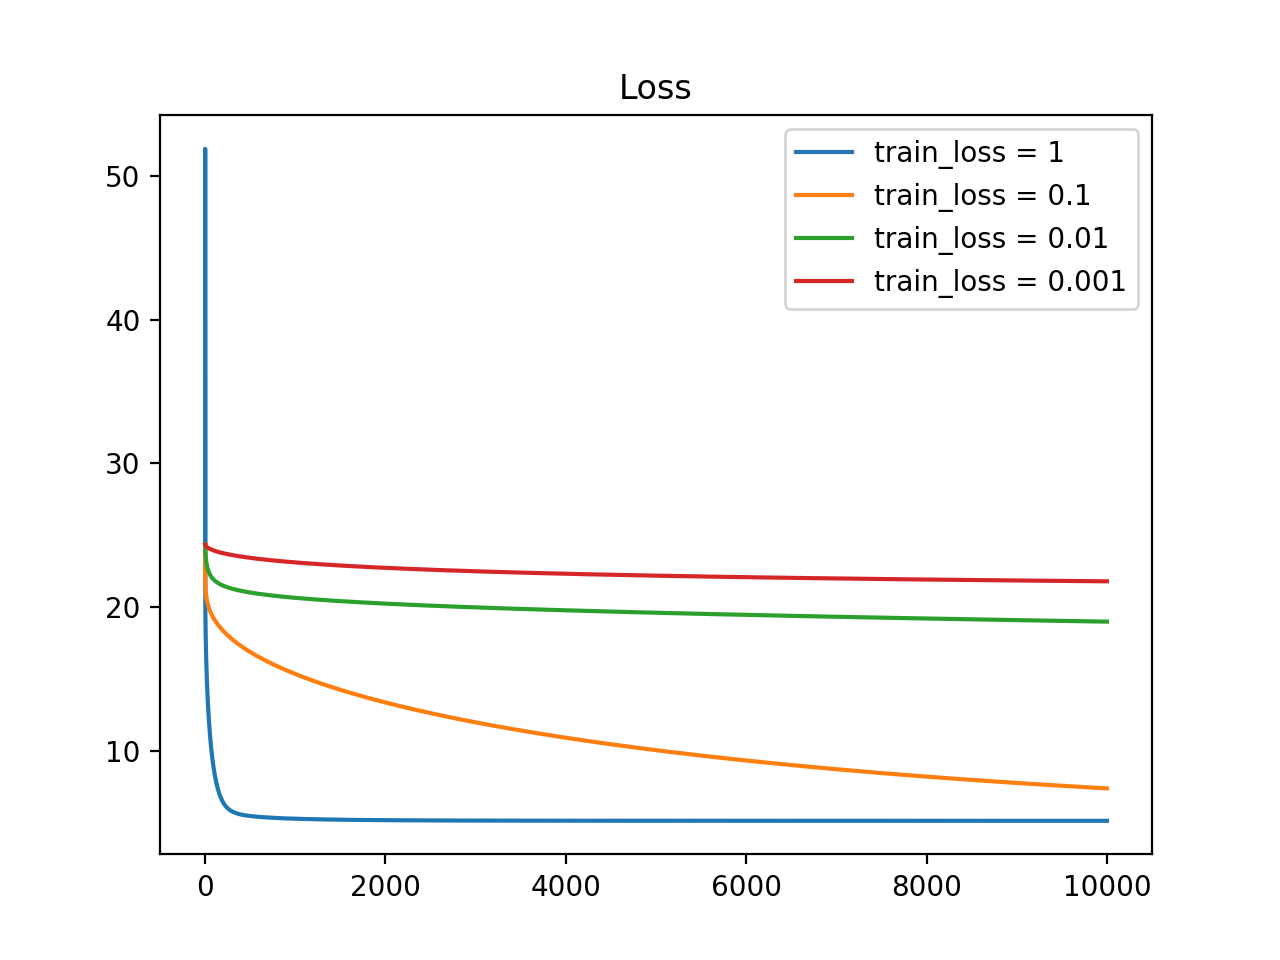 Loss
train_loss = 1
train_loss = 0.1
train_loss = 0.01
train_loss = 0.001
50
40
30
20
10
0 2000 4000 6000 8000 10000